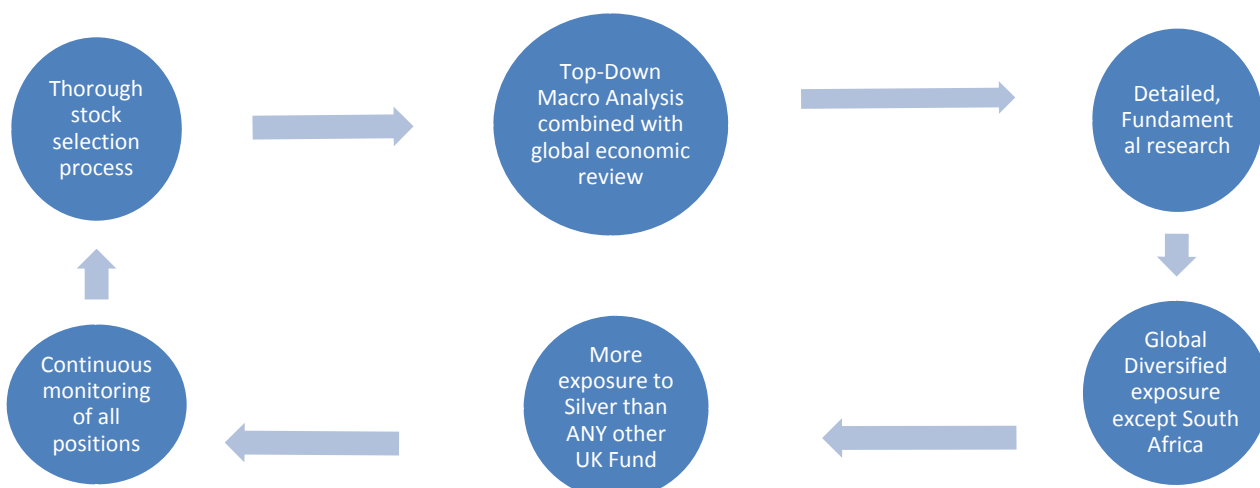 Thorough
stock
selection
process
Top-Down
Macro Analysis
combined with
global economic
review
Detailed,
Fundament
al research
Global
Diversified
exposure
except South
Africa
More
exposure to
Silver than
ANY other
UK Fund
Continuous
monitoring
of all
positions